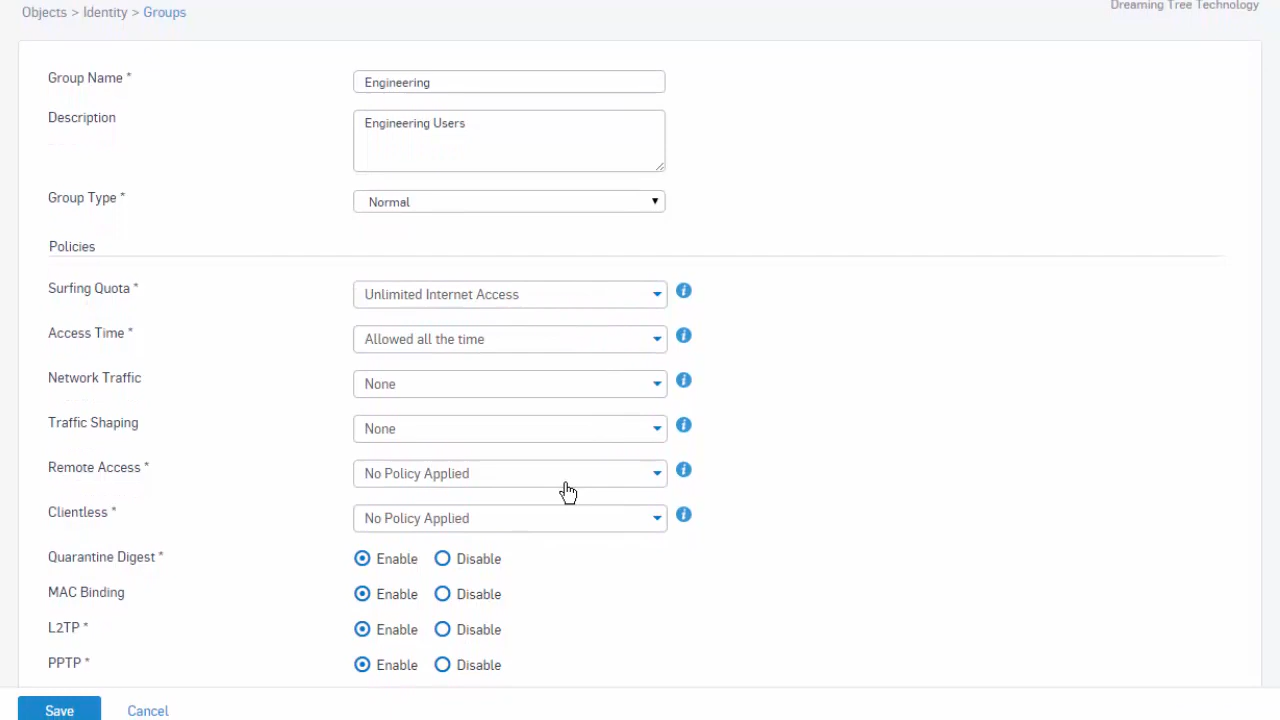 Objects > Identity > Groups
Dreaming Tree Technology
Group Name * Engineering
Description Engineering Users
Group Type * Normal
Policies
Surfing Quota * Unlimited Internet Access
Access Time * Allowed all the time
Network Traffic None
Traffic Shaping None
Remote Access * No Policy Applied
Clientless * No Policy Applied
Quarantine Digest * Enable Disable
MAC Binding Enable Disable
L2TP * Enable Disable
PPTP * Enable Disable
Save Cancel